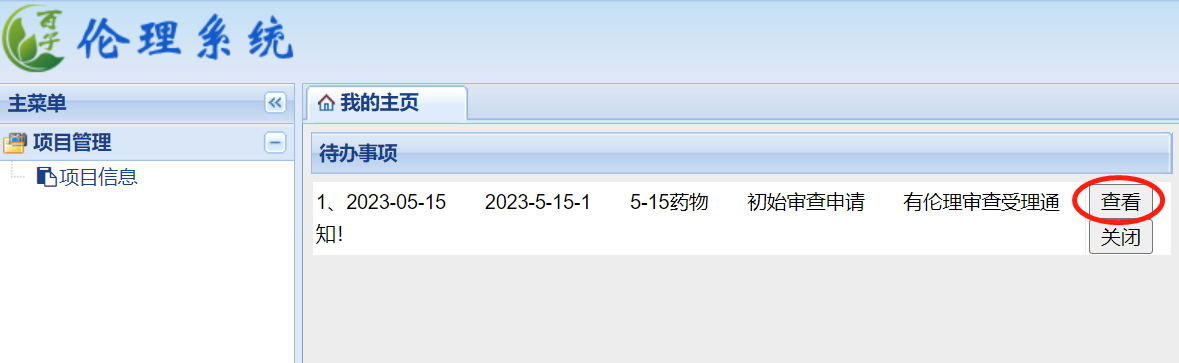 百子
伦理系统
主菜单
我的主页
项目管理
项目信息
待办事项
1、2023-05-15 2023-5-15-1 5-15药物 初始审查申请 有伦理审查受理通 查看
知! 关闭